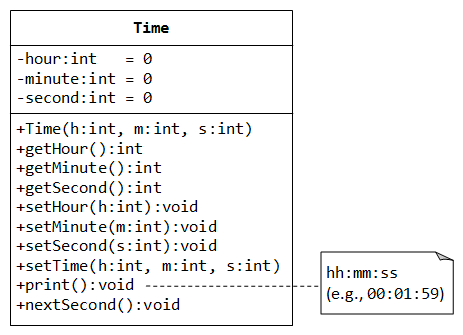 Time
-hour:int   = 0
-minute:int = 0
-second:int = 0
+Time(h:int, m:int, s:int)
+getHour():int
+getMinute():int
+getSecond():int
+setHour(h:int):void
+setMinute(m:int):void
+setSecond(s:int):void
+setTime(h:int, m:int, s:int)
+print():void
+nextSecond():void
hh:mm:ss
(e.g., 00:01:59)